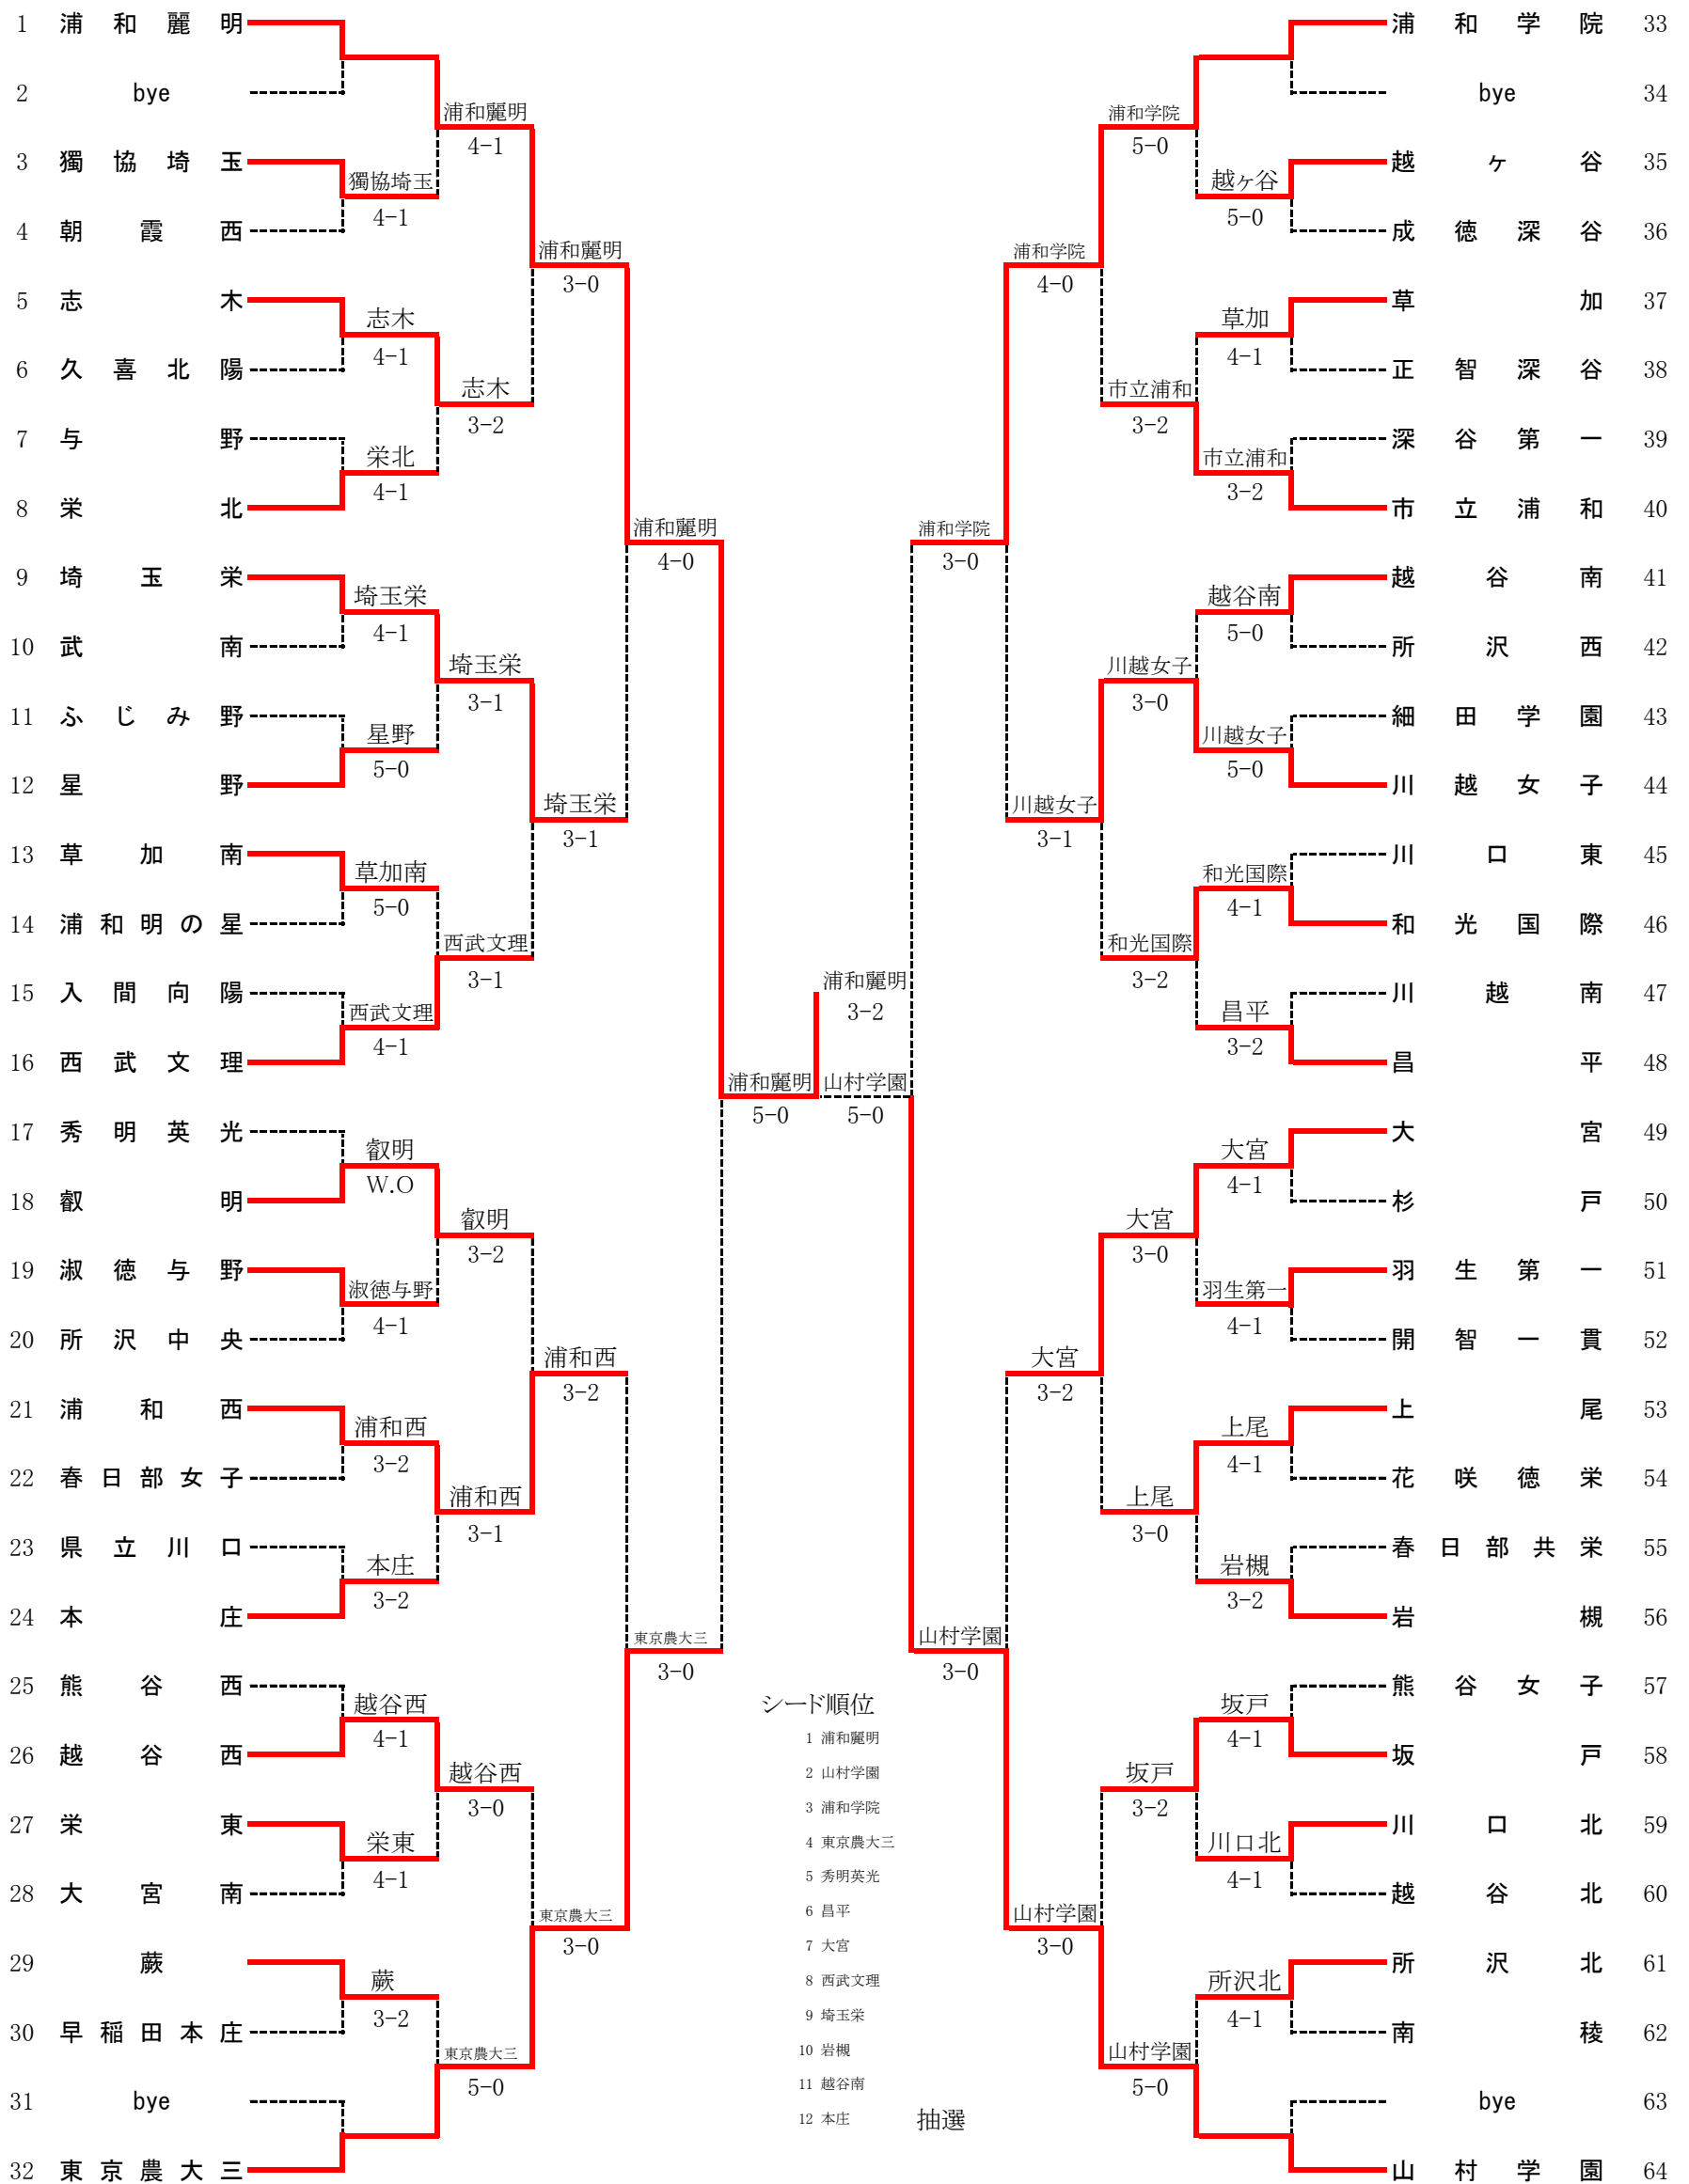 1 浦和麗明
2 bye
3 獨協埼玉
4 朝霞西
5 志木
6 久喜北陽
7 与野
8 栄北
9 埼玉栄
10 武南
11 ふじみ野
12 星野
13 草加南
14 浦和明の星
15 入間向陽
16 西武文理
17 秀明英光
18 叡明
19 淑徳与野
20 所沢中央
21 浦和西
22 春日部女子
23 県立川口
24 本庄
25 熊谷西
26 越谷西
27 栄東
28 大宮南
29 蕨
30 早稲田本庄
31 bye
32 東京農大三
獨協埼玉
4-1
志木
4-1
栄北
4-1
埼玉栄
4-1
星野
5-0
草加南
5-0
西武文理
4-1
叡明
W.O
淑徳与野
4-1
浦和西
3-2
本庄
3-2
越谷西
4-1
栄東
4-1
蕨
3-2
浦和麗明
4-1
志木
3-2
埼玉栄
3-1
西武文理
3-1
叡明
3-2
浦和西
3-1
越谷西
3-0
東京農大三
5-0
浦和麗明
3-0
埼玉栄
3-1
浦和西
3-2
東京農大三
3-0
浦和麗明
4-0
東京農大三
3-0
浦和麗明
5-0
浦和麗明
3-2
山村学園
5-0
浦和学院
3-0
山村学園
3-0
浦和学院
4-0
川越女子
3-1
大宮
3-2
山村学園
3-0
浦和学院
5-0
市立浦和
3-2
川越女子
3-0
和光国際
3-2
大宮
3-0
上尾
3-0
坂戸
3-2
山村学園
5-0
越ヶ谷
5-0
草加
4-1
市立浦和
3-2
越谷南
5-0
川越女子
5-0
和光国際
4-1
昌平
3-2
大宮
4-1
羽生第一
4-1
上尾
4-1
岩槻
3-2
坂戸
4-1
川口北
4-1
所沢北
4-1
浦和学院 33
bye 34
越ヶ谷 35
成徳深谷 36
草加 37
正智深谷 38
深谷第一 39
市立浦和 40
越谷南 41
所沢西 42
細田学園 43
川越女子 44
川口東 45
和光国際 46
川越南 47
昌平 48
大宮 49
杉戸 50
羽生第一 51
開智一貫 52
上尾 53
花咲徳栄 54
春日部共栄 55
岩槻 56
熊谷女子 57
坂戸 58
川口北 59
越谷北 60
所沢北 61
南稜 62
bye 63
山村学園 64
シード順位
1 浦和麗明
2 山村学園
3 浦和学院
4 東京農大三
5 秀明英光
6 昌平
7 大宮
8 西武文理
9 埼玉栄
10 岩槻
11 越谷南
12 本庄
抽選